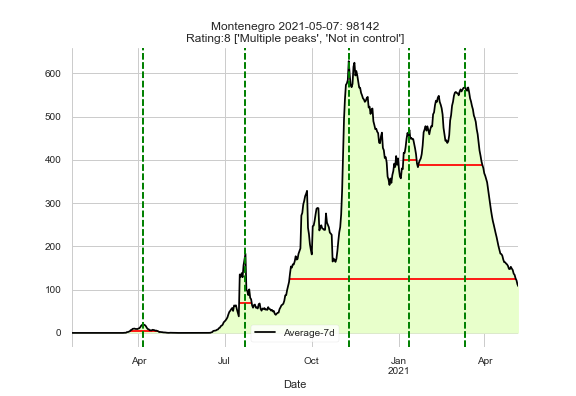 Montenegro 2021-05-07: 98142
Rating:8 ['Multiple peaks', 'Not in control']
600
500
400
300
200
100
0
Average-7d
Apr
Jul
Oct
Jan
2021
Apr
Date